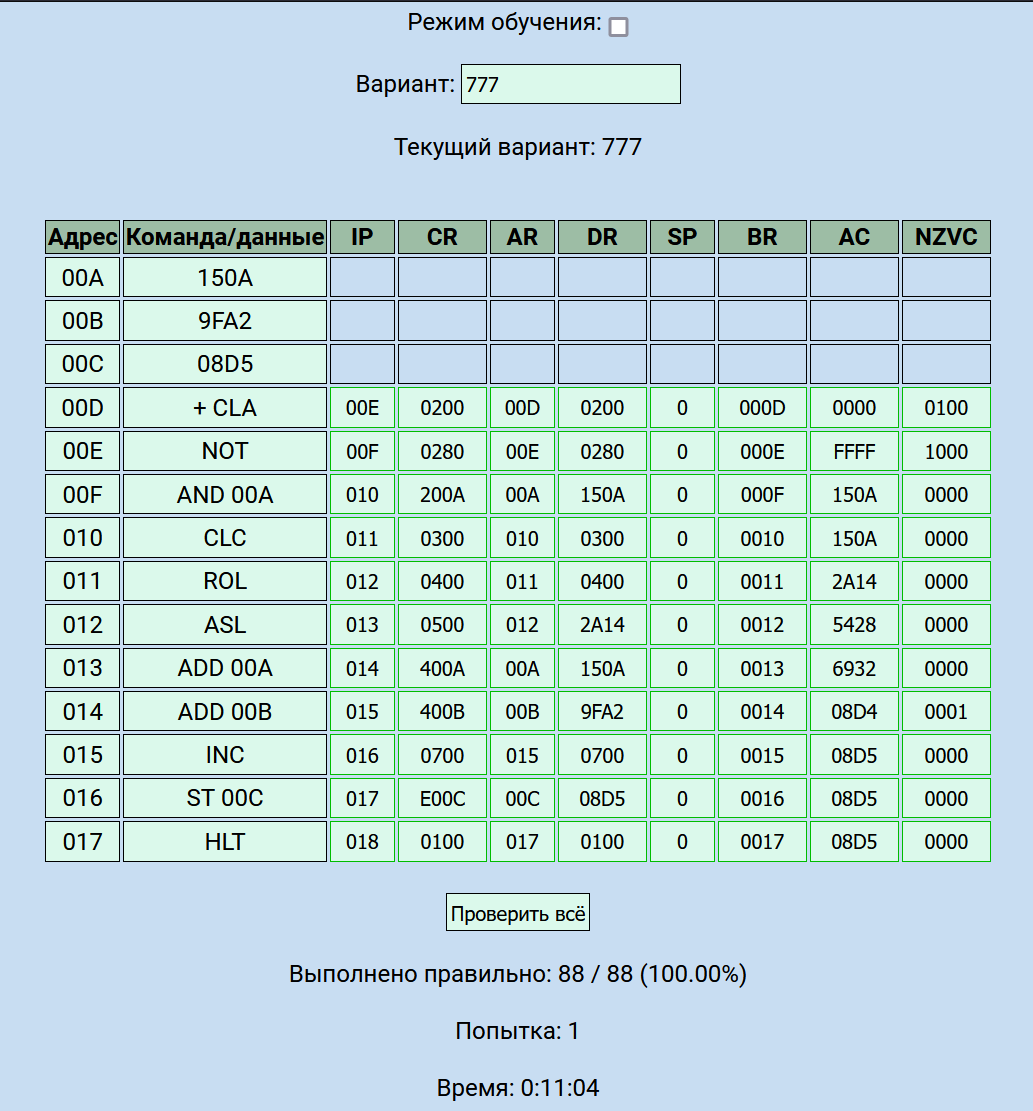 Режим обучения:
Вариант: 777
Текущий вариант: 777
Адрес Команда/данные IP CR AR DR SP BR AC NZVC
00A 150A
00B 9FA2
00C 08D5
00D + CLA 00E 0200 00D 0200 0 000D 0000 0100
00E NOT 00F 0280 00E 0280 0 000E FFFF 1000
00F AND 00A 010 200A 00A 150A 0 000F 150A 0000
010 CLC 011 0300 010 0300 0 0010 150A 0000
011 ROL 012 0400 011 0400 0 0011 2A14 0000
012 ASL 013 0500 012 2A14 0 0012 5428 0000
013 ADD 00A 014 400A 00A 150A 0 0013 6932 0000
014 ADD 00B 015 400B 00B 9FA2 0 0014 08D4 0001
015 INC 016 0700 015 0700 0 0015 08D5 0000
016 ST 00C 017 E00C 00C 08D5 0 0016 08D5 0000
017 HLT 018 0100 017 0100 0 0017 08D5 0000
Проверить всё
Выполнено правильно: 88 / 88 (100.00%)
Попытка: 1
Время: 0:11:04